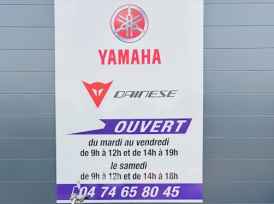 YAMAHA
DAINESE
OUVERT
du mardi au vendredi
de 9h à 12h et de 14h à 19h
le samedi
de 9h à 12h et de 14h à 18h
04 74 65 80 45